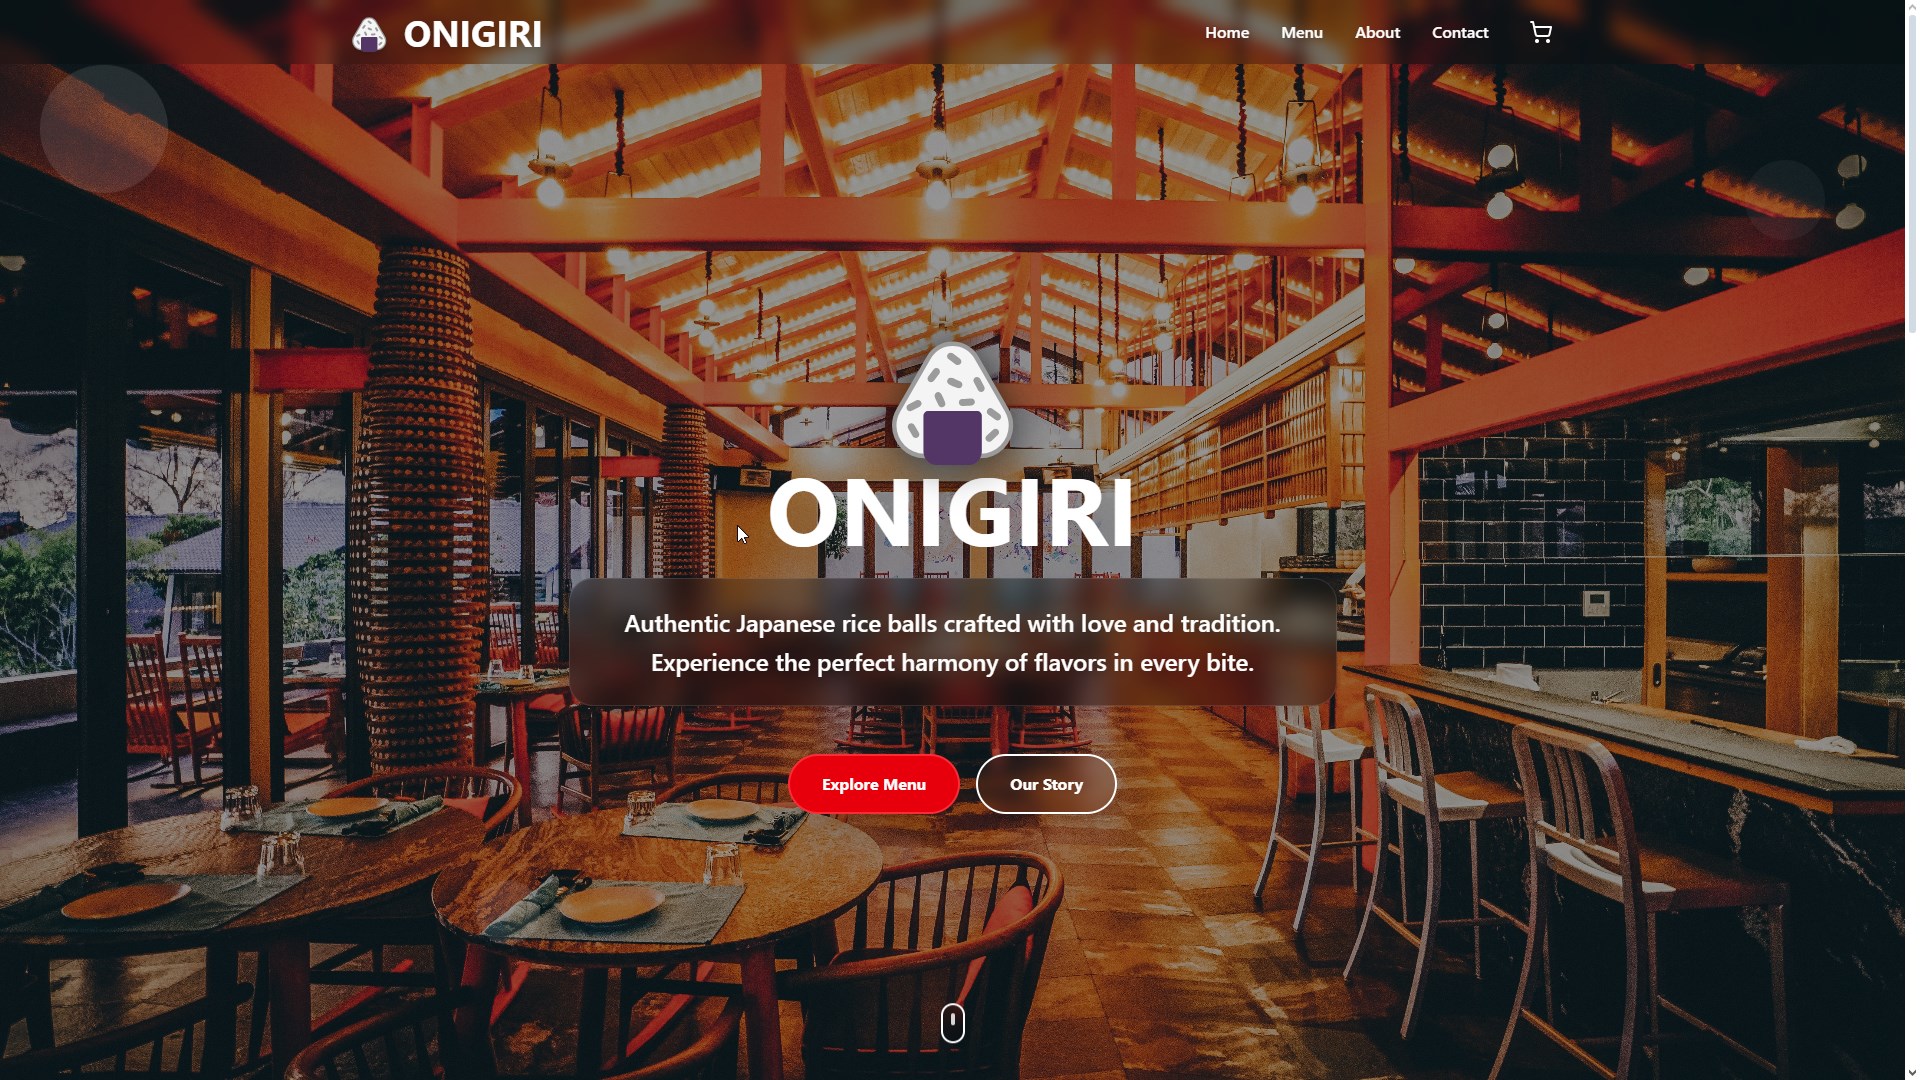 ONIGIRI
Home
Menu
About
Contact
ONIGIRI
Authentic Japanese rice balls crafted with love and tradition.
Experience the perfect harmony of flavors in every bite.
Explore Menu
Our Story